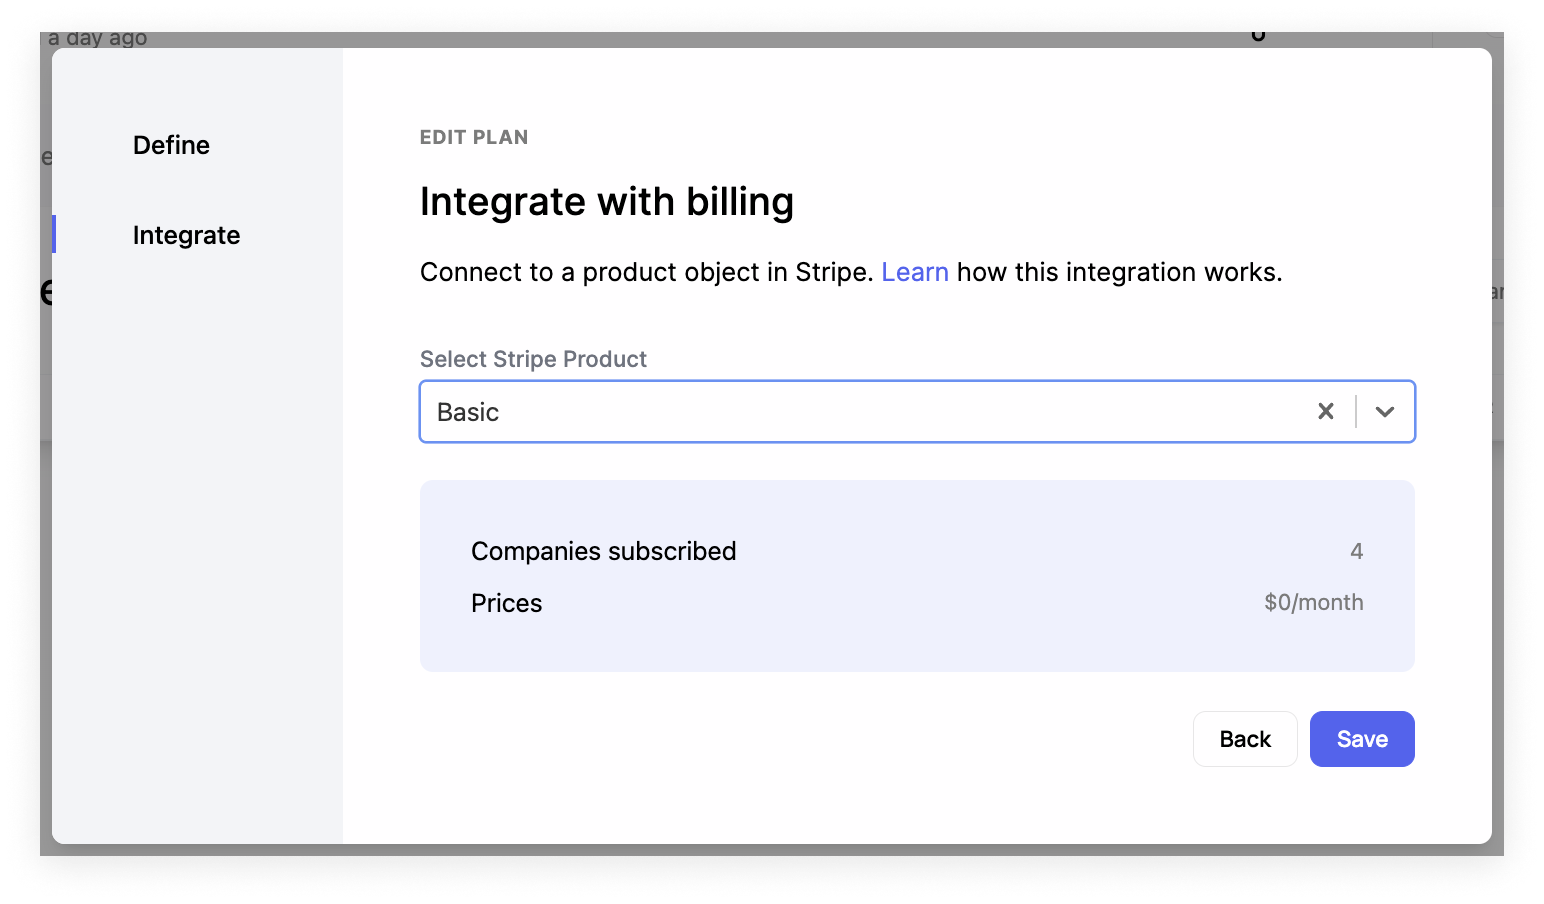 a day ago
Define
Integrate
EDIT PLAN
Integrate with billing
Connect to a product object in Stripe. Learn how this integration works.
Select Stripe Product
Basic
Companies subscribed 4
Prices $0/month
Back Save